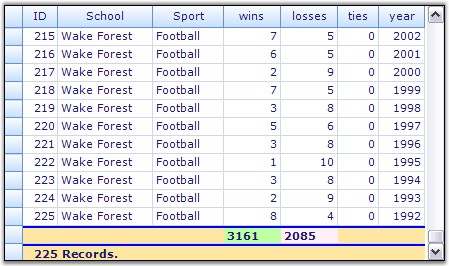 ID School Sport wins losses ties year
215 Wake Forest Football 7 5 0 2002
216 Wake Forest Football 6 5 0 2001
217 Wake Forest Football 2 9 0 2000
218 Wake Forest Football 7 5 0 1999
219 Wake Forest Football 3 8 0 1998
220 Wake Forest Football 5 6 0 1997
221 Wake Forest Football 3 8 0 1996
222 Wake Forest Football 1 10 0 1995
223 Wake Forest Football 3 8 0 1994
224 Wake Forest Football 2 9 0 1993
225 Wake Forest Football 8 4 0 1992
3161 2085
225 Records.